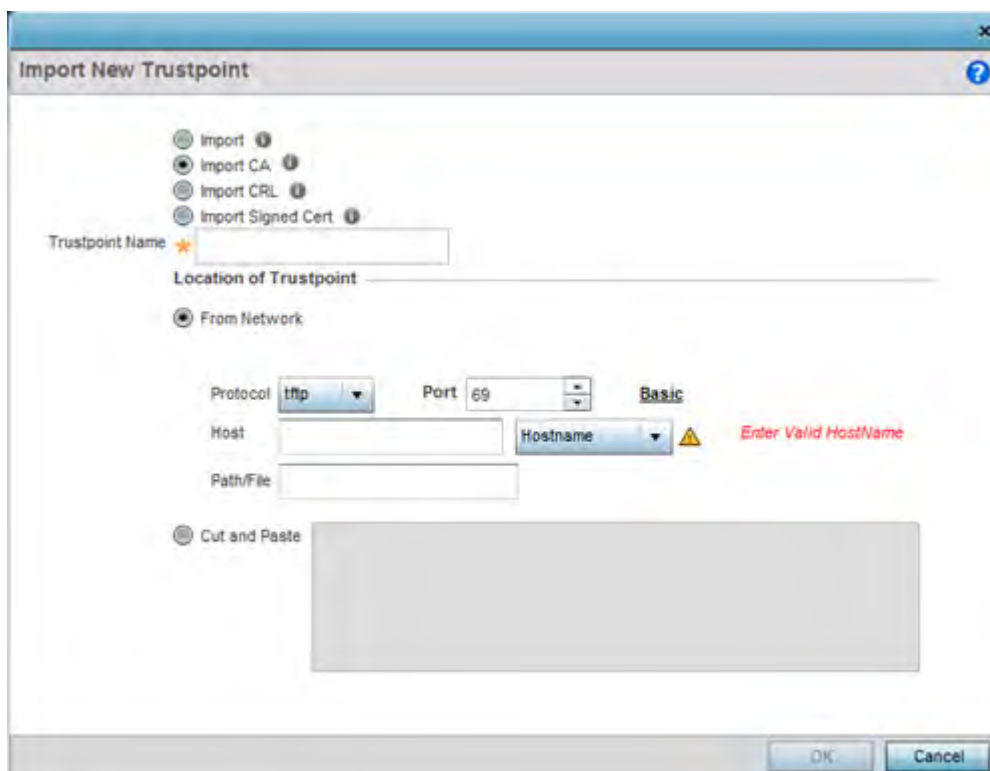 Import New Trustpoint
Import
Import CA
Import CRL
Import Signed Cert
Trustpoint Name *
Location of Trustpoint
From Network
Protocol tftp Port 69 Basic
Host Hostname Enter Valid HostName
Path/File
Cut and Paste
OK Cancel